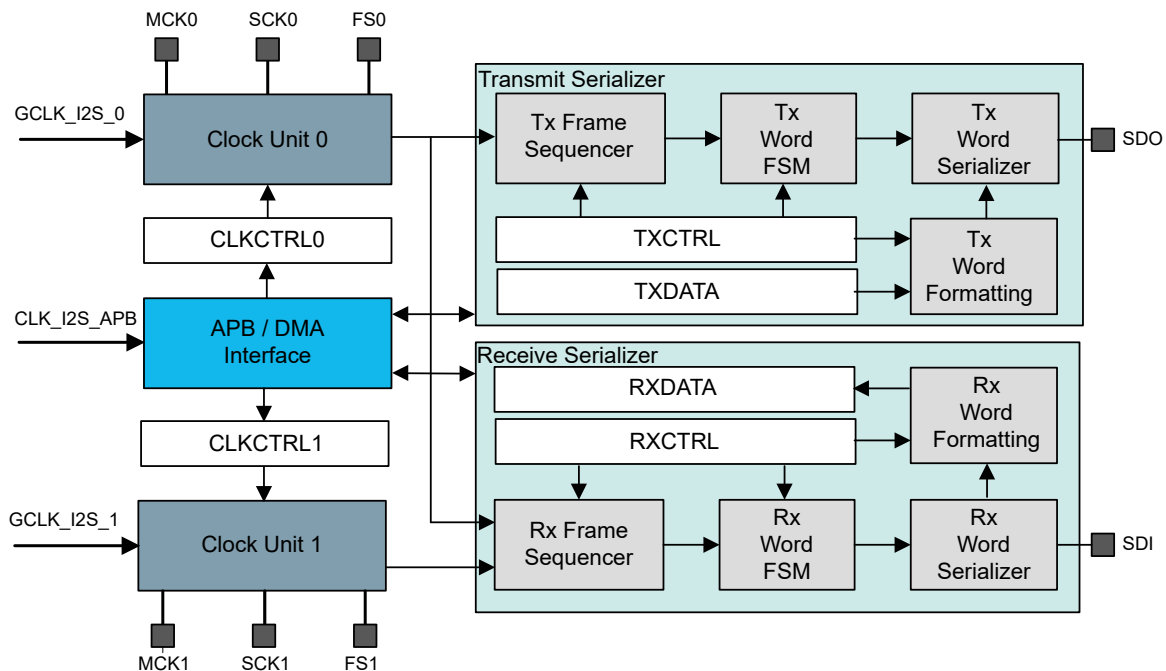 MCK0
SCK0
FS0
GCLK_I2S_0
Clock Unit 0
CLKCTRL0
CLK_I2S_APB
APB / DMA
Interface
CLKCTRL1
GCLK_I2S_1
Clock Unit 1
MCK1
SCK1
FS1
Transmit Serializer
Tx Frame
Sequencer
Tx
Word
FSM
Tx
Word
Serializer
SDO
TXCTRL
TXDATA
Tx
Word
Formatting
Receive Serializer
RXDATA
RXCTRL
Rx
Word
Formatting
Rx Frame
Sequencer
Rx
Word
FSM
Rx
Word
Serializer
SDI